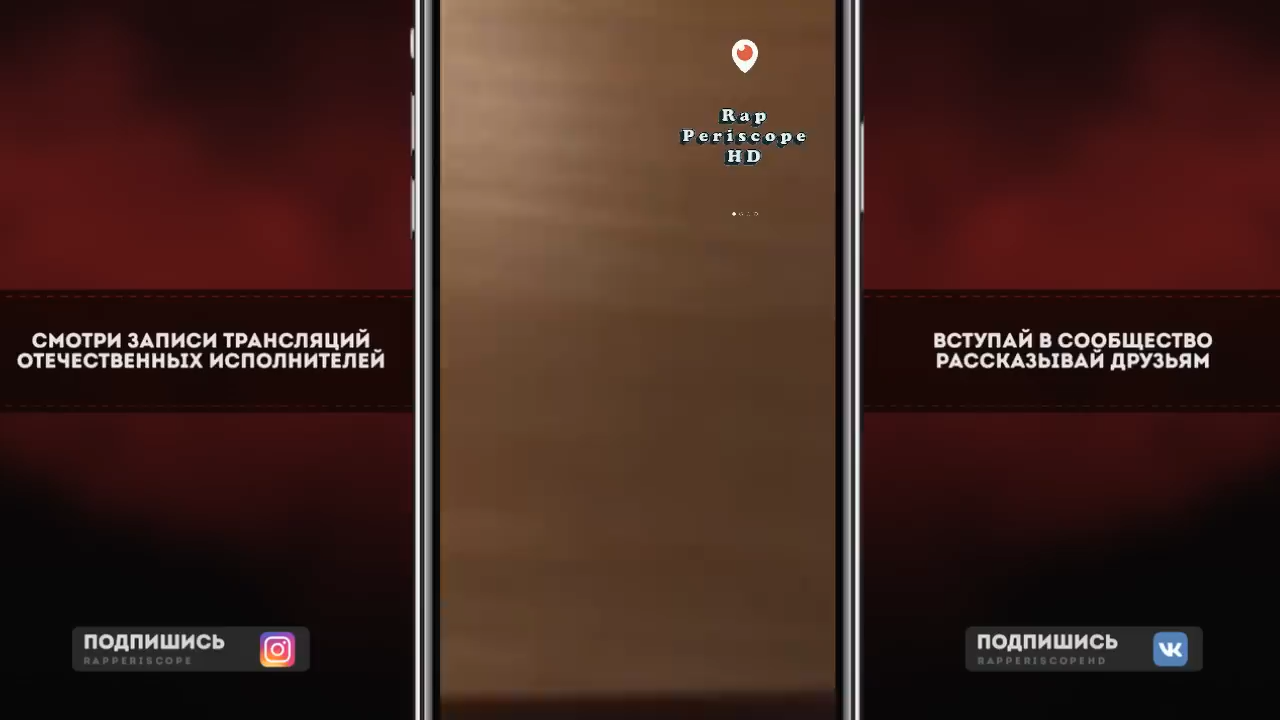 Rap
Periscope
HD
СМОТРИ ЗАПИСИ ТРАНСЛЯЦИЙ
ОТЕЧЕСТВЕННЫХ ИСПОЛНИТЕЛЕЙ
ВСТУПАЙ В СООБЩЕСТВО
РАССКАЗЫВАЙ ДРУЗЬЯМ
ПОДПИШИСЬ
RAPPERISCOPE
ПОДПИШИСЬ
RAPPERISCOPEHD